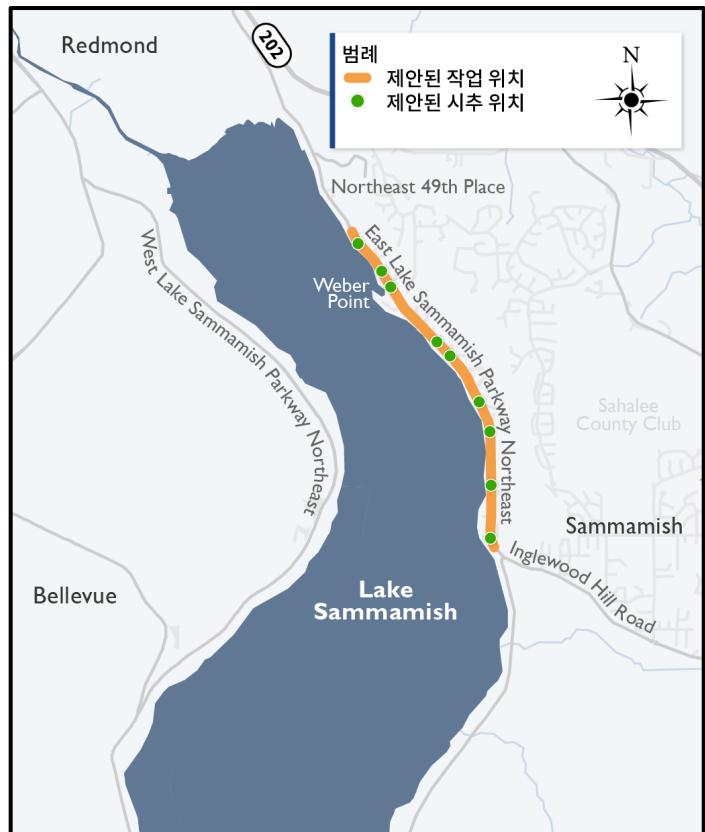 Redmond
202
범례
제안된 작업 위치
제안된 시추 위치
N
Northeast 49th Place
East Lake Sammamish Parkway Northeast
Weber
Point
West Lake Sammamish Parkway Northeast
Sahalee
County Club
Sammamish
Inglewood Hill Road
Bellevue
Lake
Sammamish